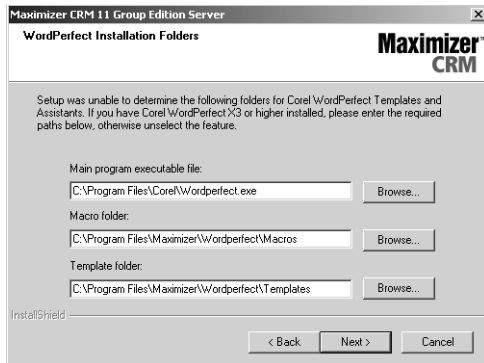 Maximizer CRM 11 Group Edition Server
WordPerfect Installation Folders
Maximizer™
CRM
Setup was unable to determine the following folders for Corel WordPerfect Templates and
Assistants. If you have Corel WordPerfect X3 or higher installed, please enter the required
paths below, otherwise unselect the feature.
Main program executable file:
C:\Program Files\Corel\Wordperfect.exe
Browse...
Macro folder:
C:\Program Files\Maximizer\Wordperfect\Macros
Browse...
Template folder:
C:\Program Files\Maximizer\Wordperfect\Templates
Browse...
InstallShield
< Back
Next >
Cancel